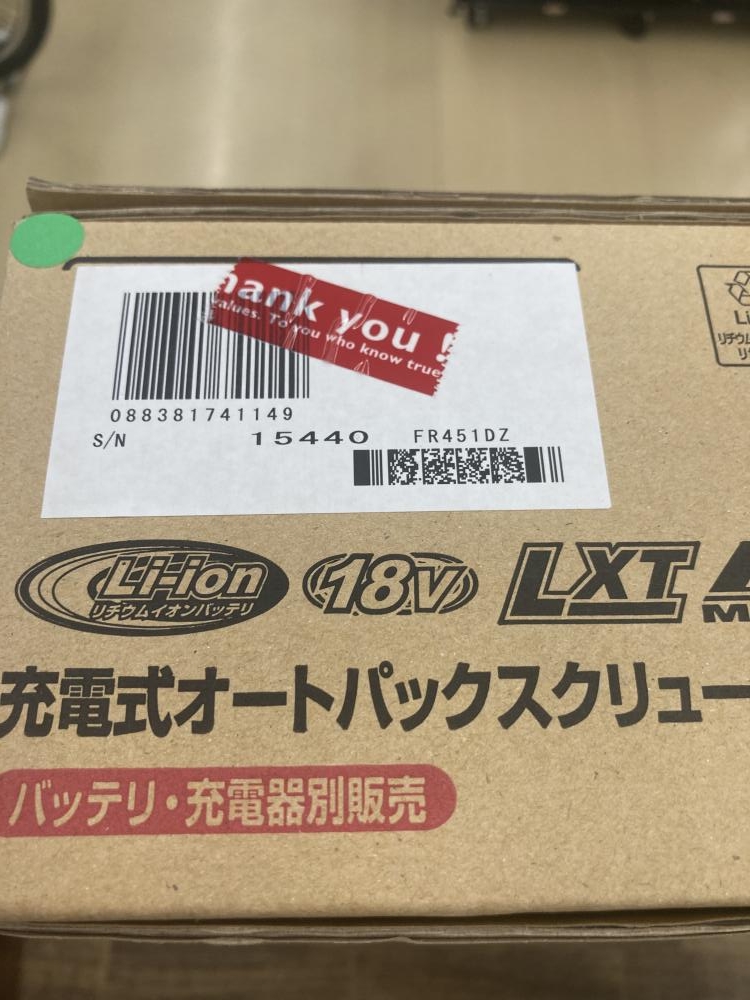 hank you !
values. To you who know true
088381741149
S/N 15440 FR451DZ
Li-ion
リチウムイオンバッテリ
18V
LXT
充電式オートパックスクリュー
バッテリ・充電器別販売